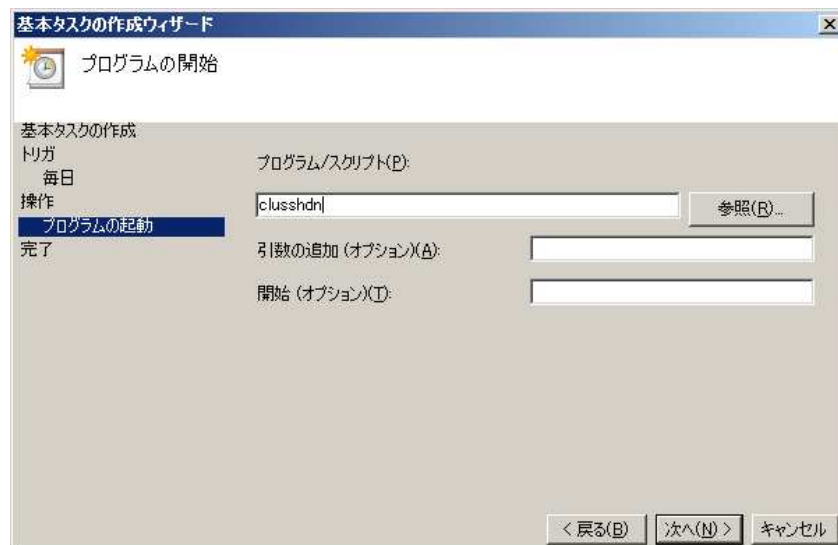 基本タスクの作成ウィザード
プログラムの開始
基本タスクの作成
トリガ
毎日
操作
プログラムの起動
完了
プログラム/スクリプト(P):
clusshdn
参照(R)...
引数の追加 (オプション)(A):
開始 (オプション)(T):
< 戻る(B)
次へ(N) >
キャンセル